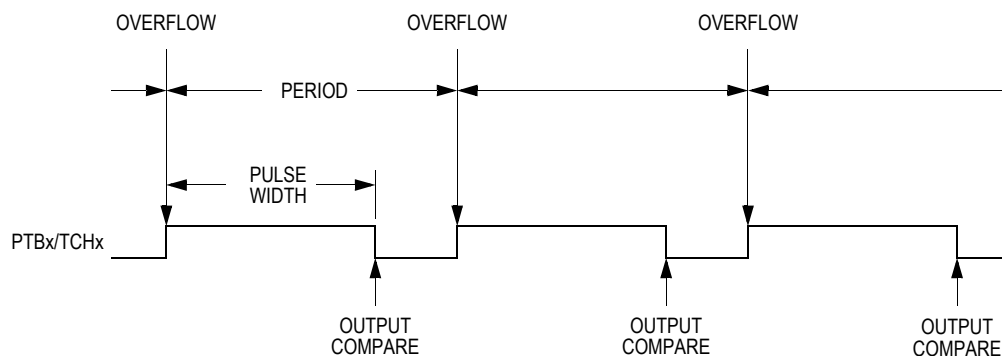 OVERFLOW
OVERFLOW
OVERFLOW
PERIOD
PULSE
WIDTH
PTBx/TCHx
OUTPUT
COMPARE
OUTPUT
COMPARE
OUTPUT
COMPARE